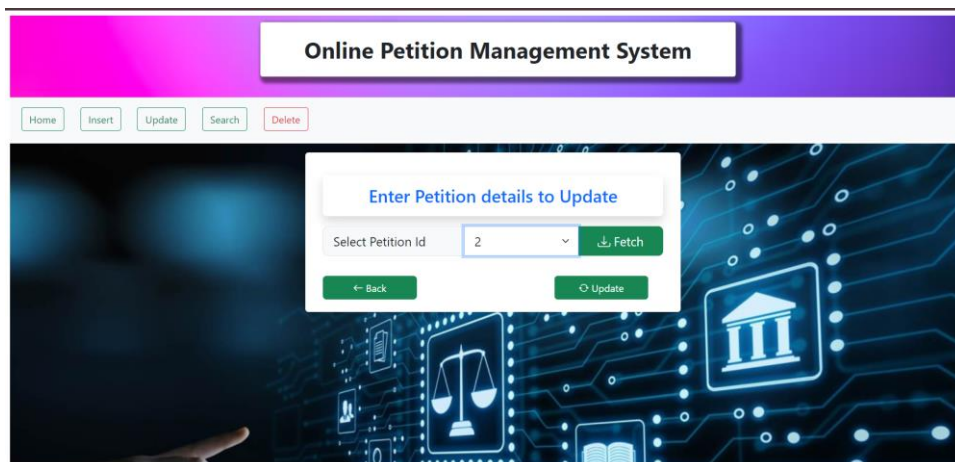 Online Petition Management System
Home Insert Update Search Delete
Enter Petition details to Update
Select Petition Id 2 Fetch
← Back Update